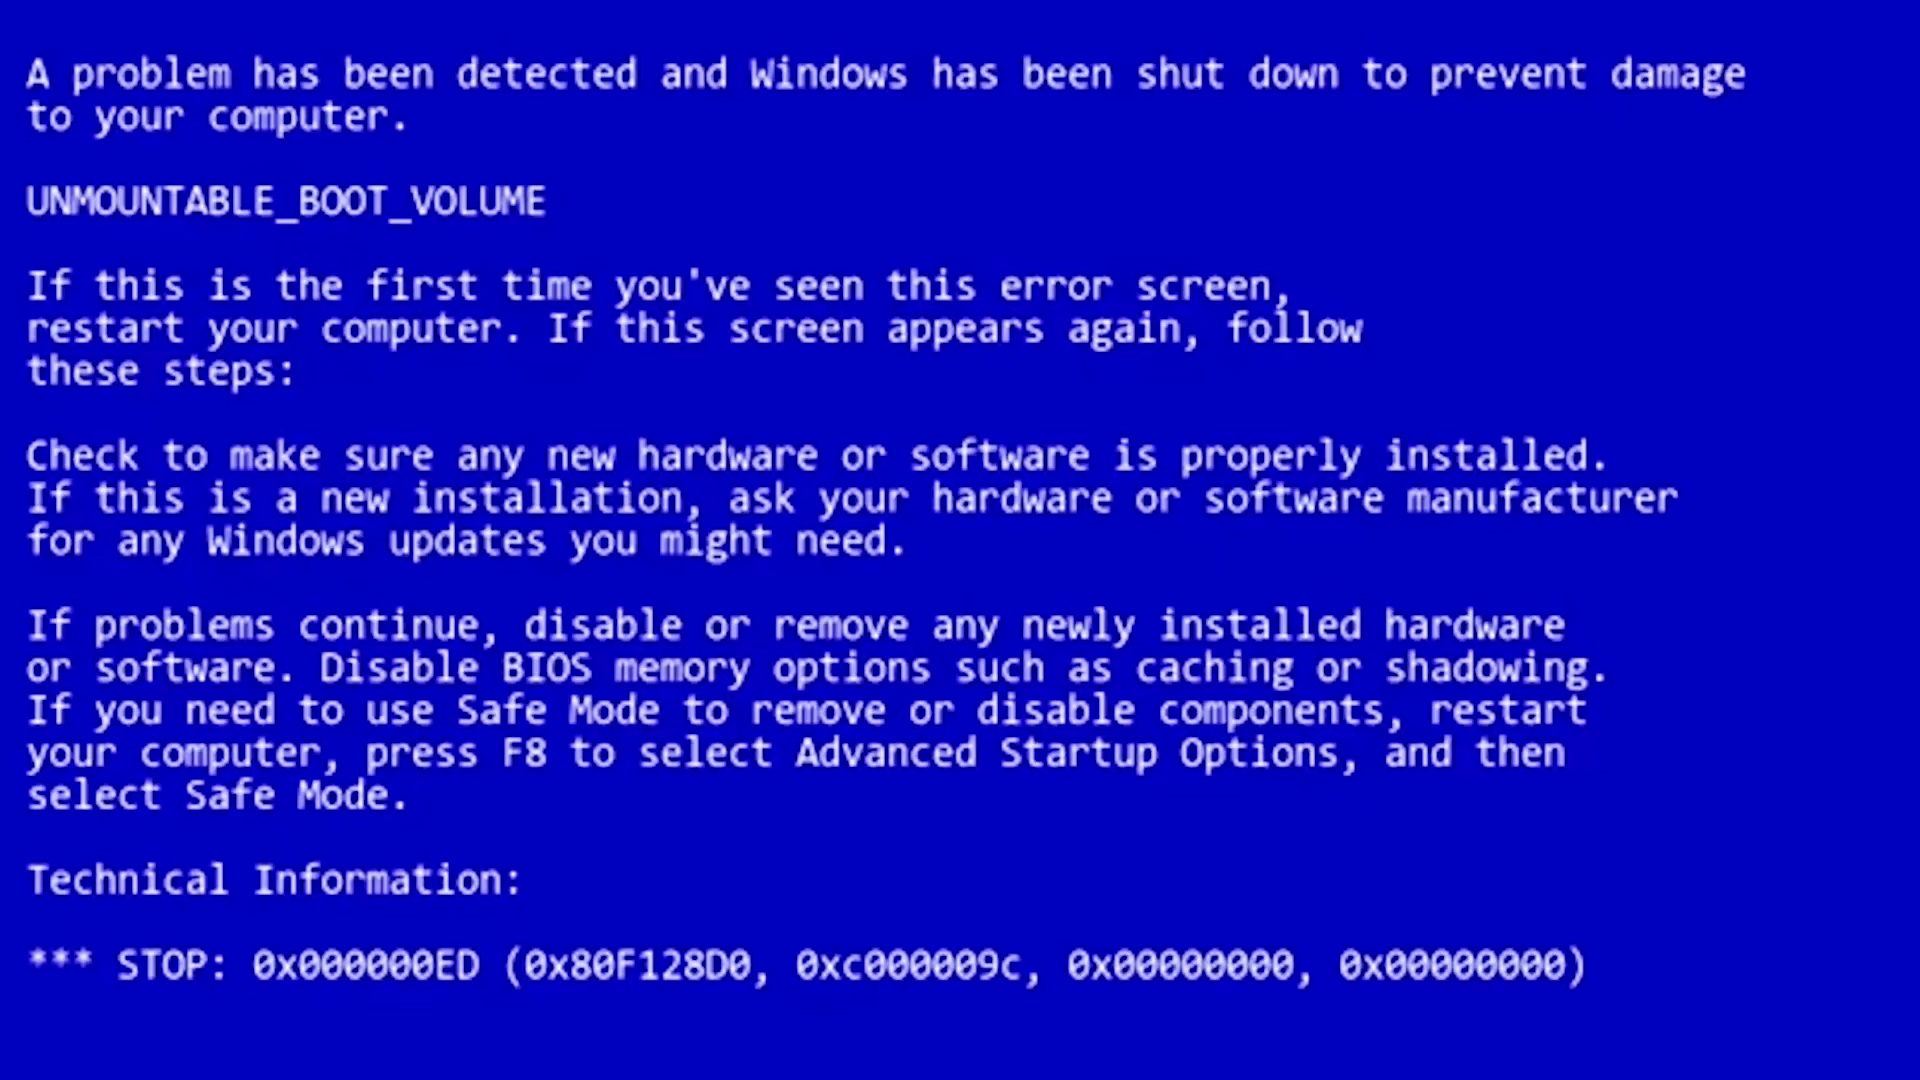 A problem has been detected and Windows has been shut down to prevent damage
to your computer.
UNMOUNTABLE_BOOT_VOLUME
If this is the first time you've seen this error screen,
restart your computer. If this screen appears again, follow
these steps:
Check to make sure any new hardware or software is properly installed.
If this is a new installation, ask your hardware or software manufacturer
for any Windows updates you might need.
If problems continue, disable or remove any newly installed hardware
or software. Disable BIOS memory options such as caching or shadowing.
If you need to use Safe Mode to remove or disable components, restart
your computer, press F8 to select Advanced Startup Options, and then
select Safe Mode.
Technical Information:
*** STOP: 0x000000ED (0x80F128D0, 0xc000009c, 0x00000000, 0x00000000)